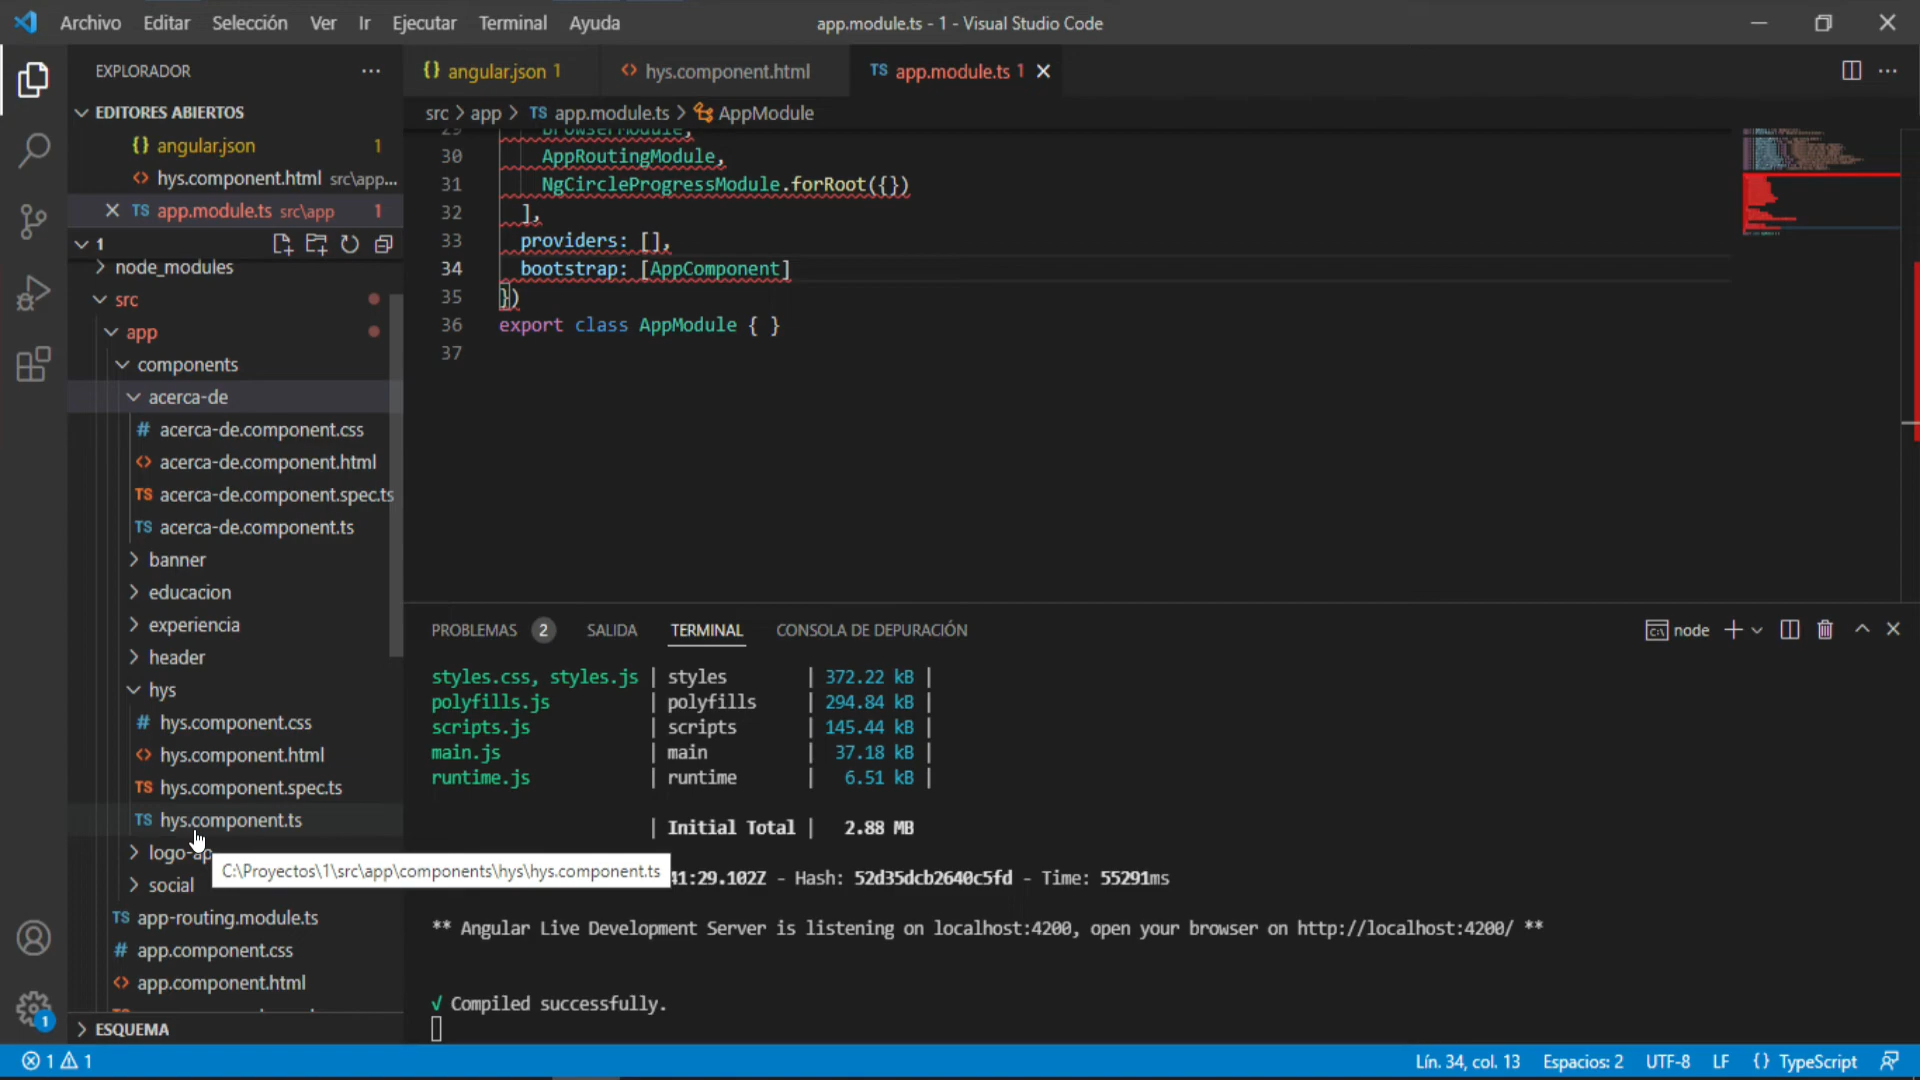 Archivo Editar Selección Ver Ir Ejecutar Terminal Ayuda
app.module.ts - 1 - Visual Studio Code
EXPLORADOR
EDITORES ABIERTOS
{} angular.json 1
<> hys.component.html src\app...
TS app.module.ts src\app 1
1
node_modules
src
app
components
acerca-de
# acerca-de.component.css
<> acerca-de.component.html
TS acerca-de.component.spec.ts
TS acerca-de.component.ts
banner
educacion
experiencia
header
hys
# hys.component.css
<> hys.component.html
TS hys.component.spec.ts
TS hys.component.ts
C:\Proyectos\1\src\app\components\hys\hys.component.ts
social
TS app-routing.module.ts
# app.component.css
<> app.component.html
ESQUEMA
{} angular.json 1
<> hys.component.html
TS app.module.ts 1
src > app > TS app.module.ts > AppModule
29 BrowserModule,
30 AppRoutingModule,
31 NgCircleProgressModule.forRoot({})
32 ],
33 providers: [],
34 bootstrap: [AppComponent]
35 })
36 export class AppModule { }
37
PROBLEMAS 2 SALIDA TERMINAL CONSOLA DE DEPURACIÓN
node
styles.css, styles.js | styles | 372.22 kB |
polyfills.js | polyfills | 294.84 kB |
scripts.js | scripts | 145.44 kB |
main.js | main | 37.18 kB |
runtime.js | runtime | 6.51 kB |
| Initial Total | 2.88 MB
41:29.102Z - Hash: 52d35dcb2640c5fd - Time: 55291ms
** Angular Live Development Server is listening on localhost:4200, open your browser on http://localhost:4200/ **
√ Compiled successfully.
1
1 1
Lín. 34, col. 13 Espacios: 2 UTF-8 LF {} TypeScript